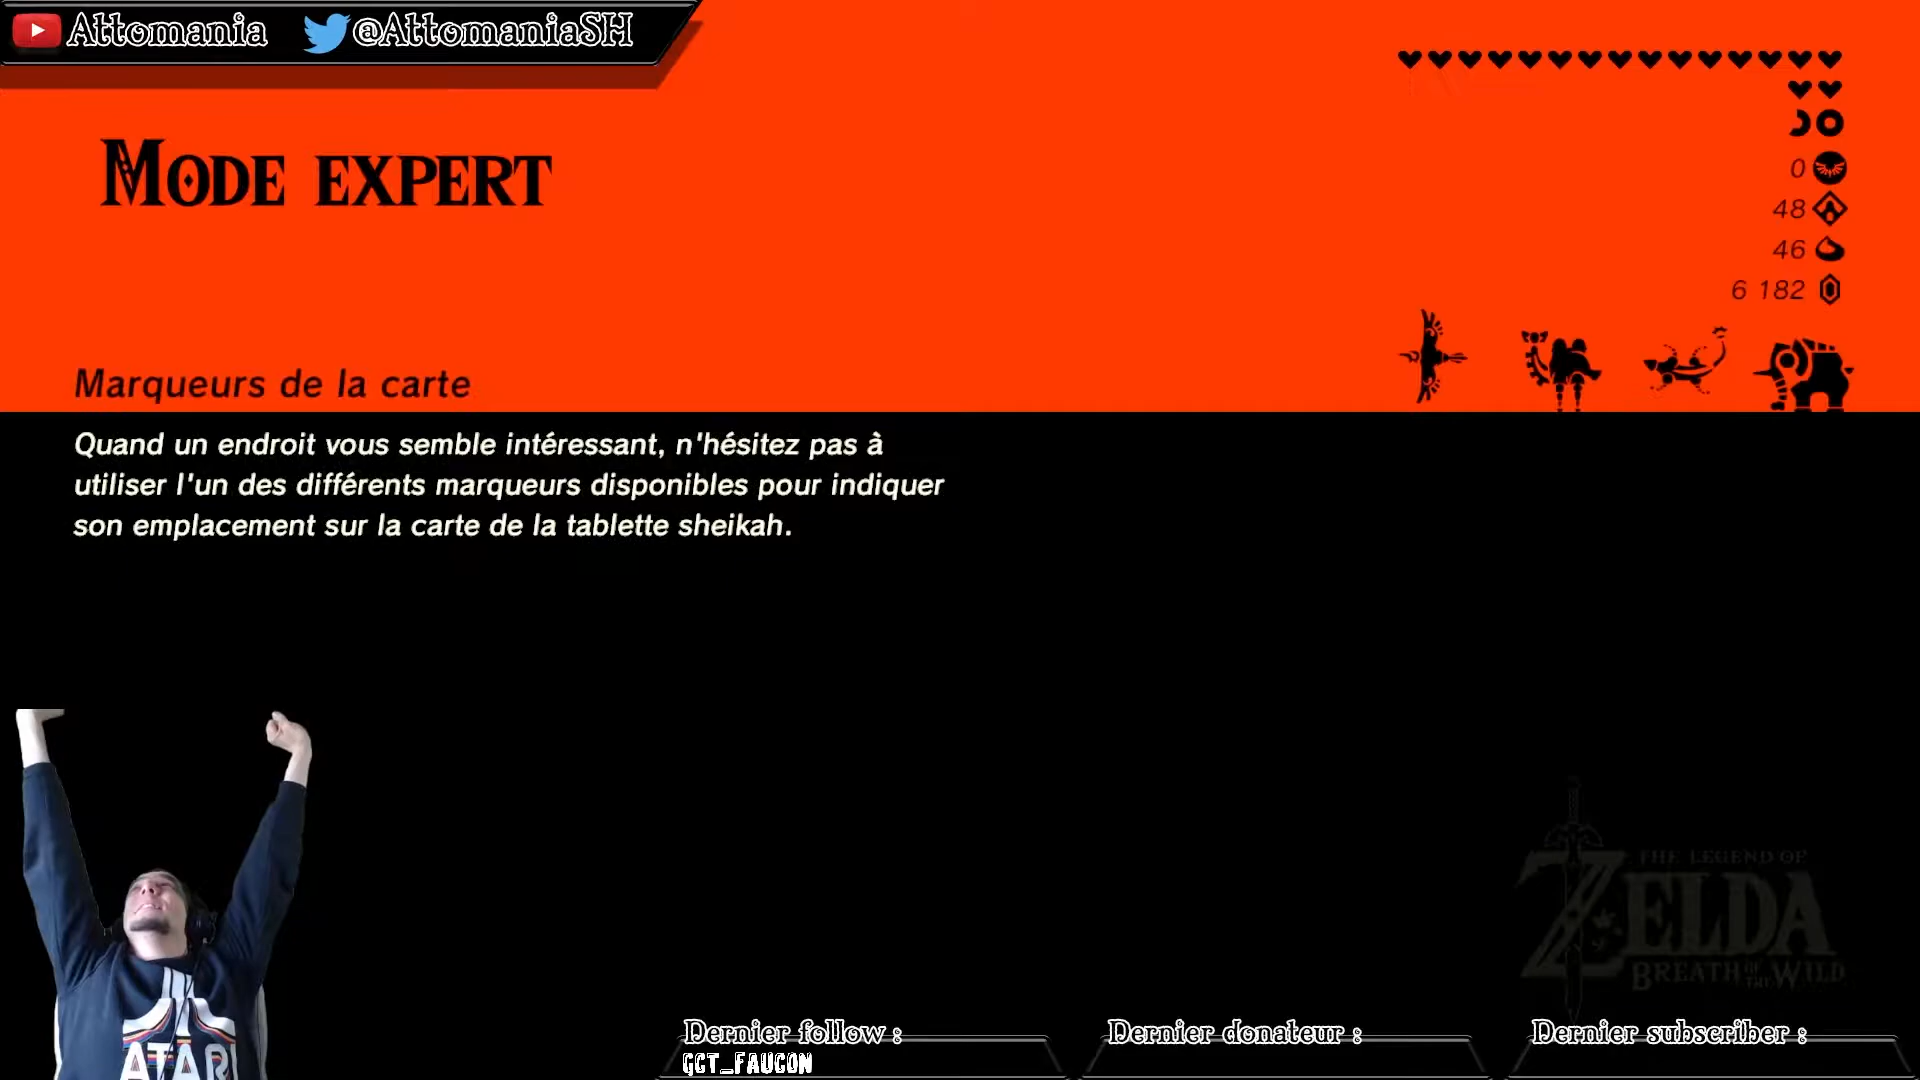 Attomania @AttomaniaSH
MODE EXPERT
0
48
46
6 182
Marqueurs de la carte
Quand un endroit vous semble intéressant, n'hésitez pas à
utiliser l'un des différents marqueurs disponibles pour indiquer
son emplacement sur la carte de la tablette sheikah.
THE LEGEND OF
ZELDA
BREATH OF THE WILD
ATARI
Dernier follow :
GCT_FAUCON
Dernier donateur :
Dernier subscriber :